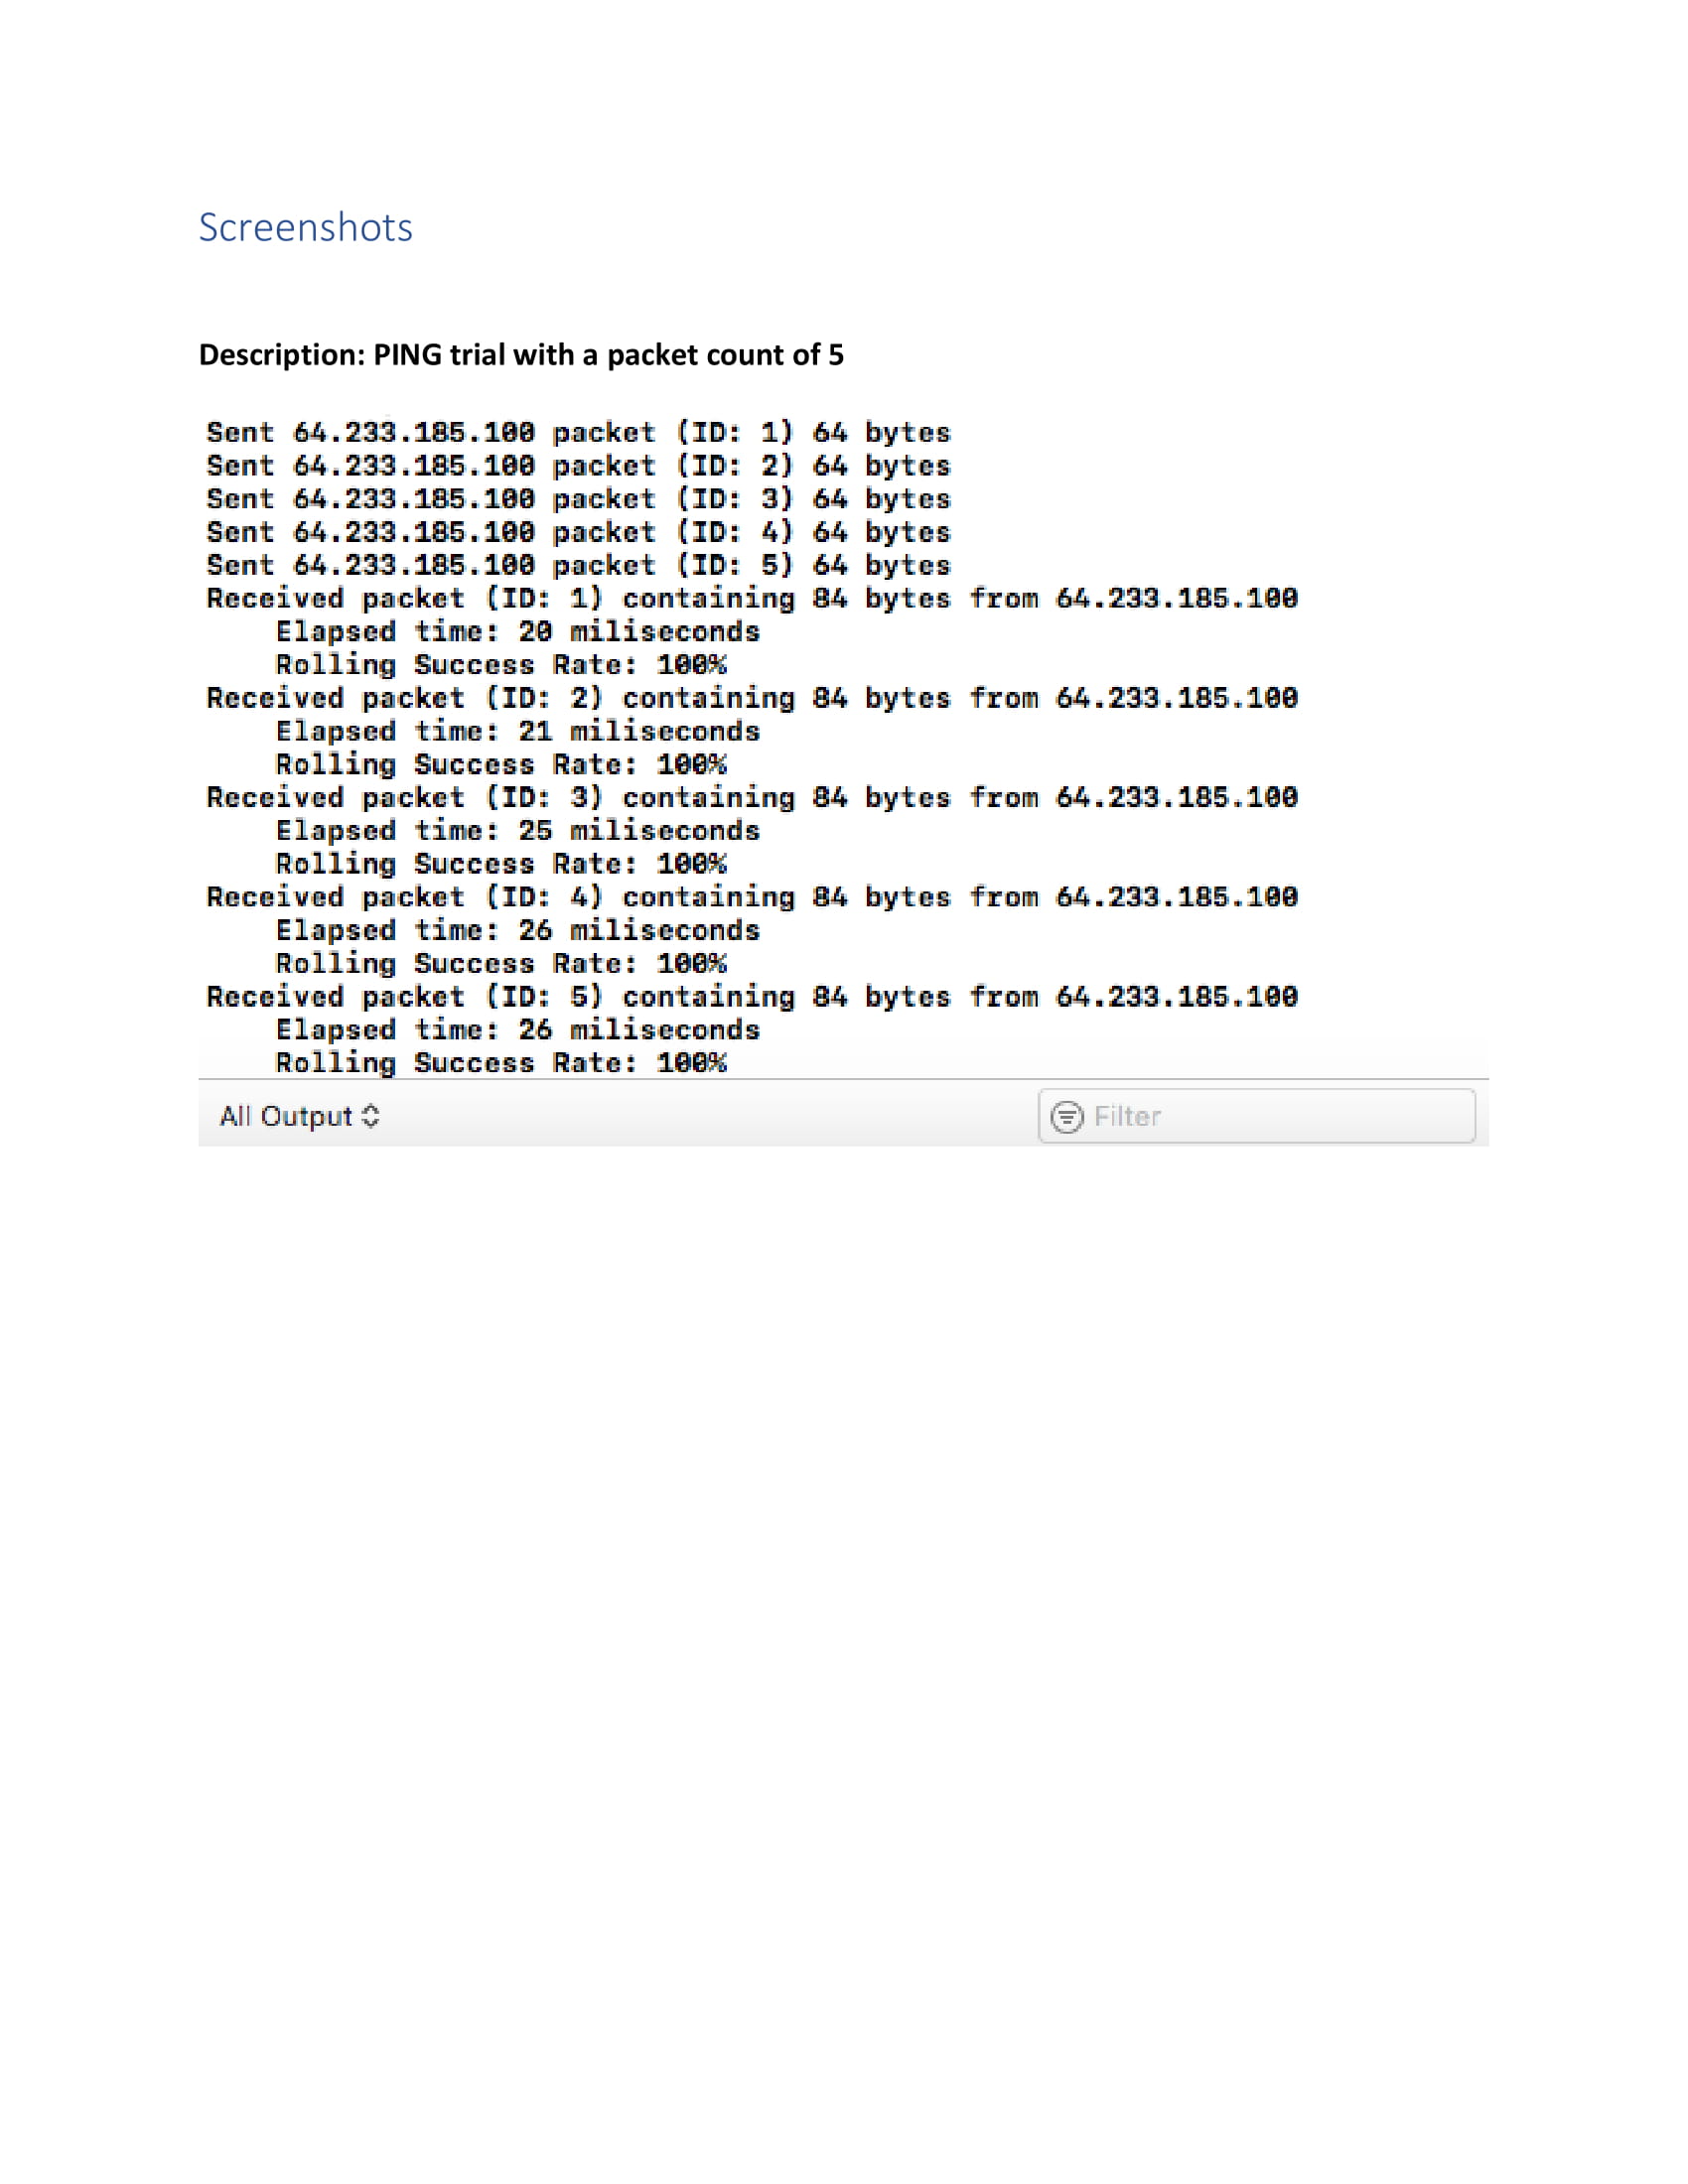 Screenshots
Description: PING trial with a packet count of 5
Sent 64.233.185.100 packet (ID: 1) 64 bytes
Sent 64.233.185.100 packet (ID: 2) 64 bytes
Sent 64.233.185.100 packet (ID: 3) 64 bytes
Sent 64.233.185.100 packet (ID: 4) 64 bytes
Sent 64.233.185.100 packet (ID: 5) 64 bytes
Received packet (ID: 1) containing 84 bytes from 64.233.185.100
Elapsed time: 20 miliseconds
Rolling Success Rate: 100%
Received packet (ID: 2) containing 84 bytes from 64.233.185.100
Elapsed time: 21 miliseconds
Rolling Success Rate: 100%
Received packet (ID: 3) containing 84 bytes from 64.233.185.100
Elapsed time: 25 miliseconds
Rolling Success Rate: 100%
Received packet (ID: 4) containing 84 bytes from 64.233.185.100
Elapsed time: 26 miliseconds
Rolling Success Rate: 100%
Received packet (ID: 5) containing 84 bytes from 64.233.185.100
Elapsed time: 26 miliseconds
Rolling Success Rate: 100%
All Output Filter